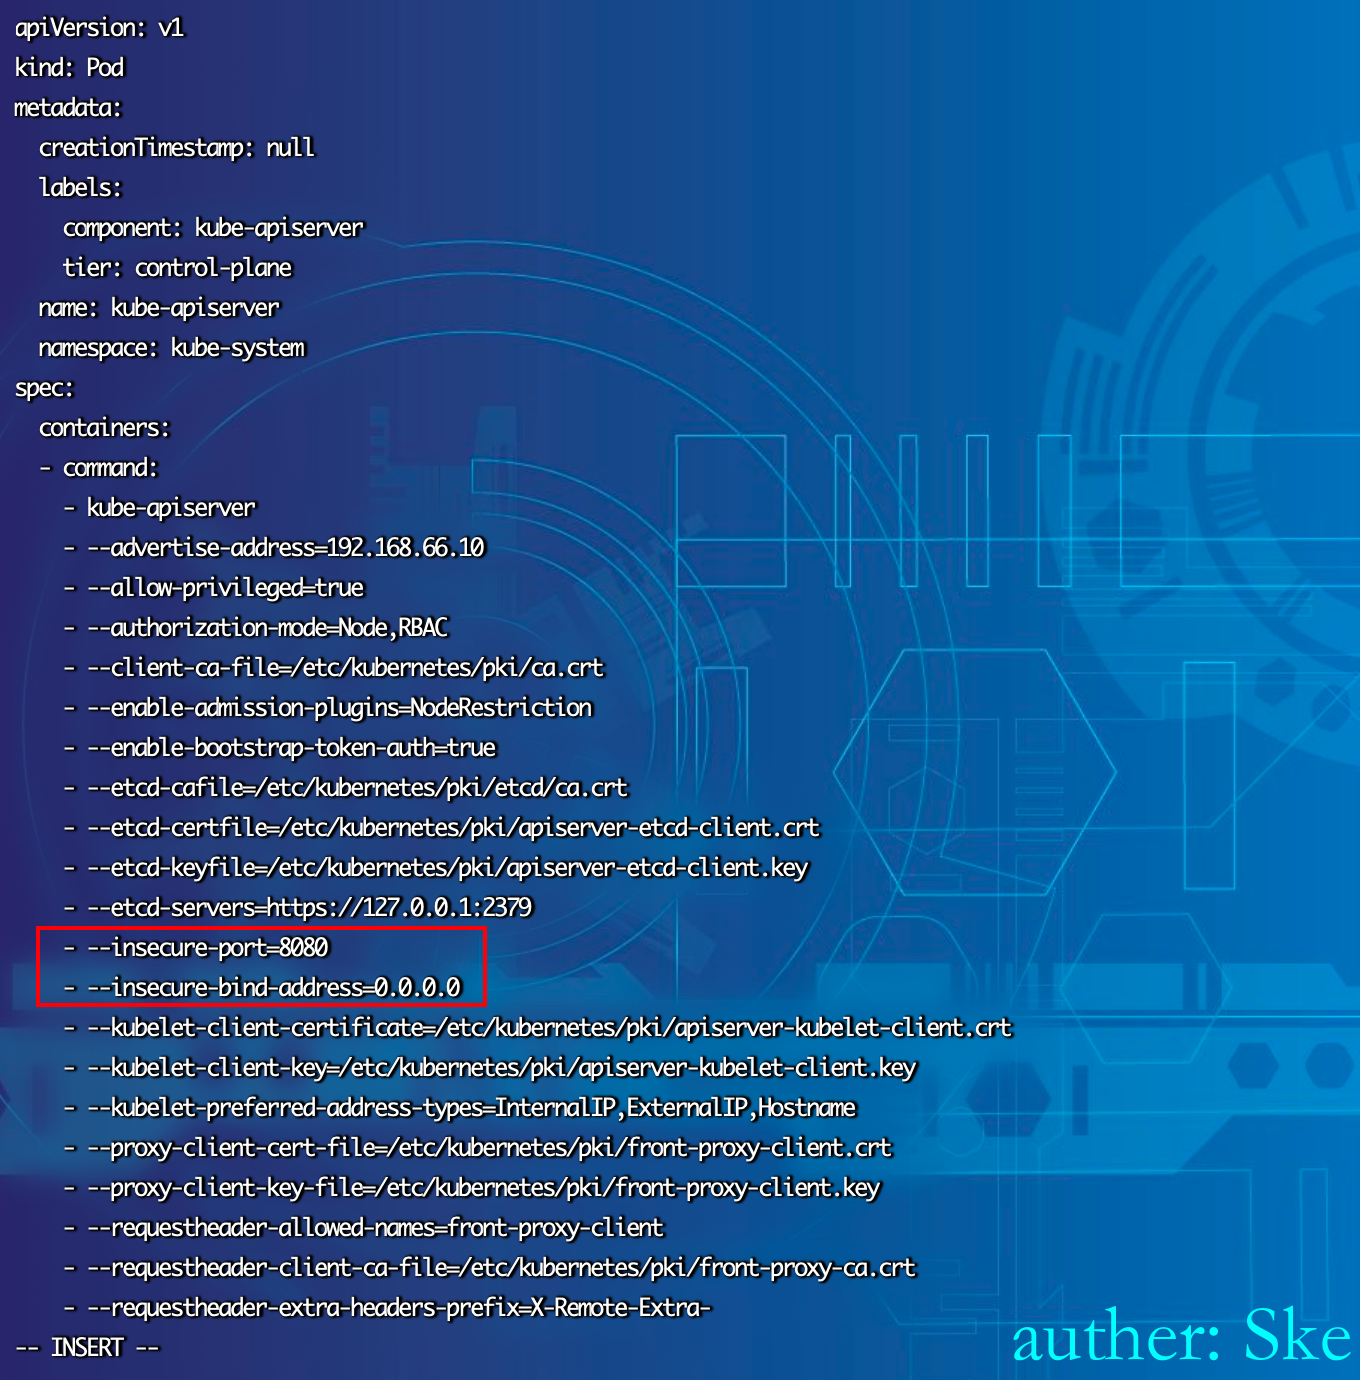 apiVersion: v1
kind: Pod
metadata:
  creationTimestamp: null
  labels:
    component: kube-apiserver
    tier: control-plane
  name: kube-apiserver
  namespace: kube-system
spec:
  containers:
  - command:
    - kube-apiserver
    - --advertise-address=192.168.66.10
    - --allow-privileged=true
    - --authorization-mode=Node,RBAC
    - --client-ca-file=/etc/kubernetes/pki/ca.crt
    - --enable-admission-plugins=NodeRestriction
    - --enable-bootstrap-token-auth=true
    - --etcd-cafile=/etc/kubernetes/pki/etcd/ca.crt
    - --etcd-certfile=/etc/kubernetes/pki/apiserver-etcd-client.crt
    - --etcd-keyfile=/etc/kubernetes/pki/apiserver-etcd-client.key
    - --etcd-servers=https://127.0.0.1:2379
    - --insecure-port=8080
    - --insecure-bind-address=0.0.0.0
    - --kubelet-client-certificate=/etc/kubernetes/pki/apiserver-kubelet-client.crt
    - --kubelet-client-key=/etc/kubernetes/pki/apiserver-kubelet-client.key
    - --kubelet-preferred-address-types=InternalIP,ExternalIP,Hostname
    - --proxy-client-cert-file=/etc/kubernetes/pki/front-proxy-client.crt
    - --proxy-client-key-file=/etc/kubernetes/pki/front-proxy-client.key
    - --requestheader-allowed-names=front-proxy-client
    - --requestheader-client-ca-file=/etc/kubernetes/pki/front-proxy-ca.crt
    - --requestheader-extra-headers-prefix=X-Remote-Extra-
-- INSERT --
auther: Ske